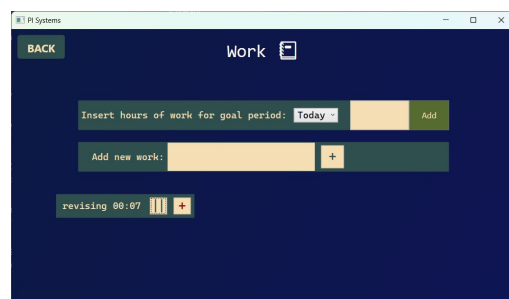 PI Systems
BACK
Work
Insert hours of work for goal period: Today Add
Add new work: +
revising 00:07 || +